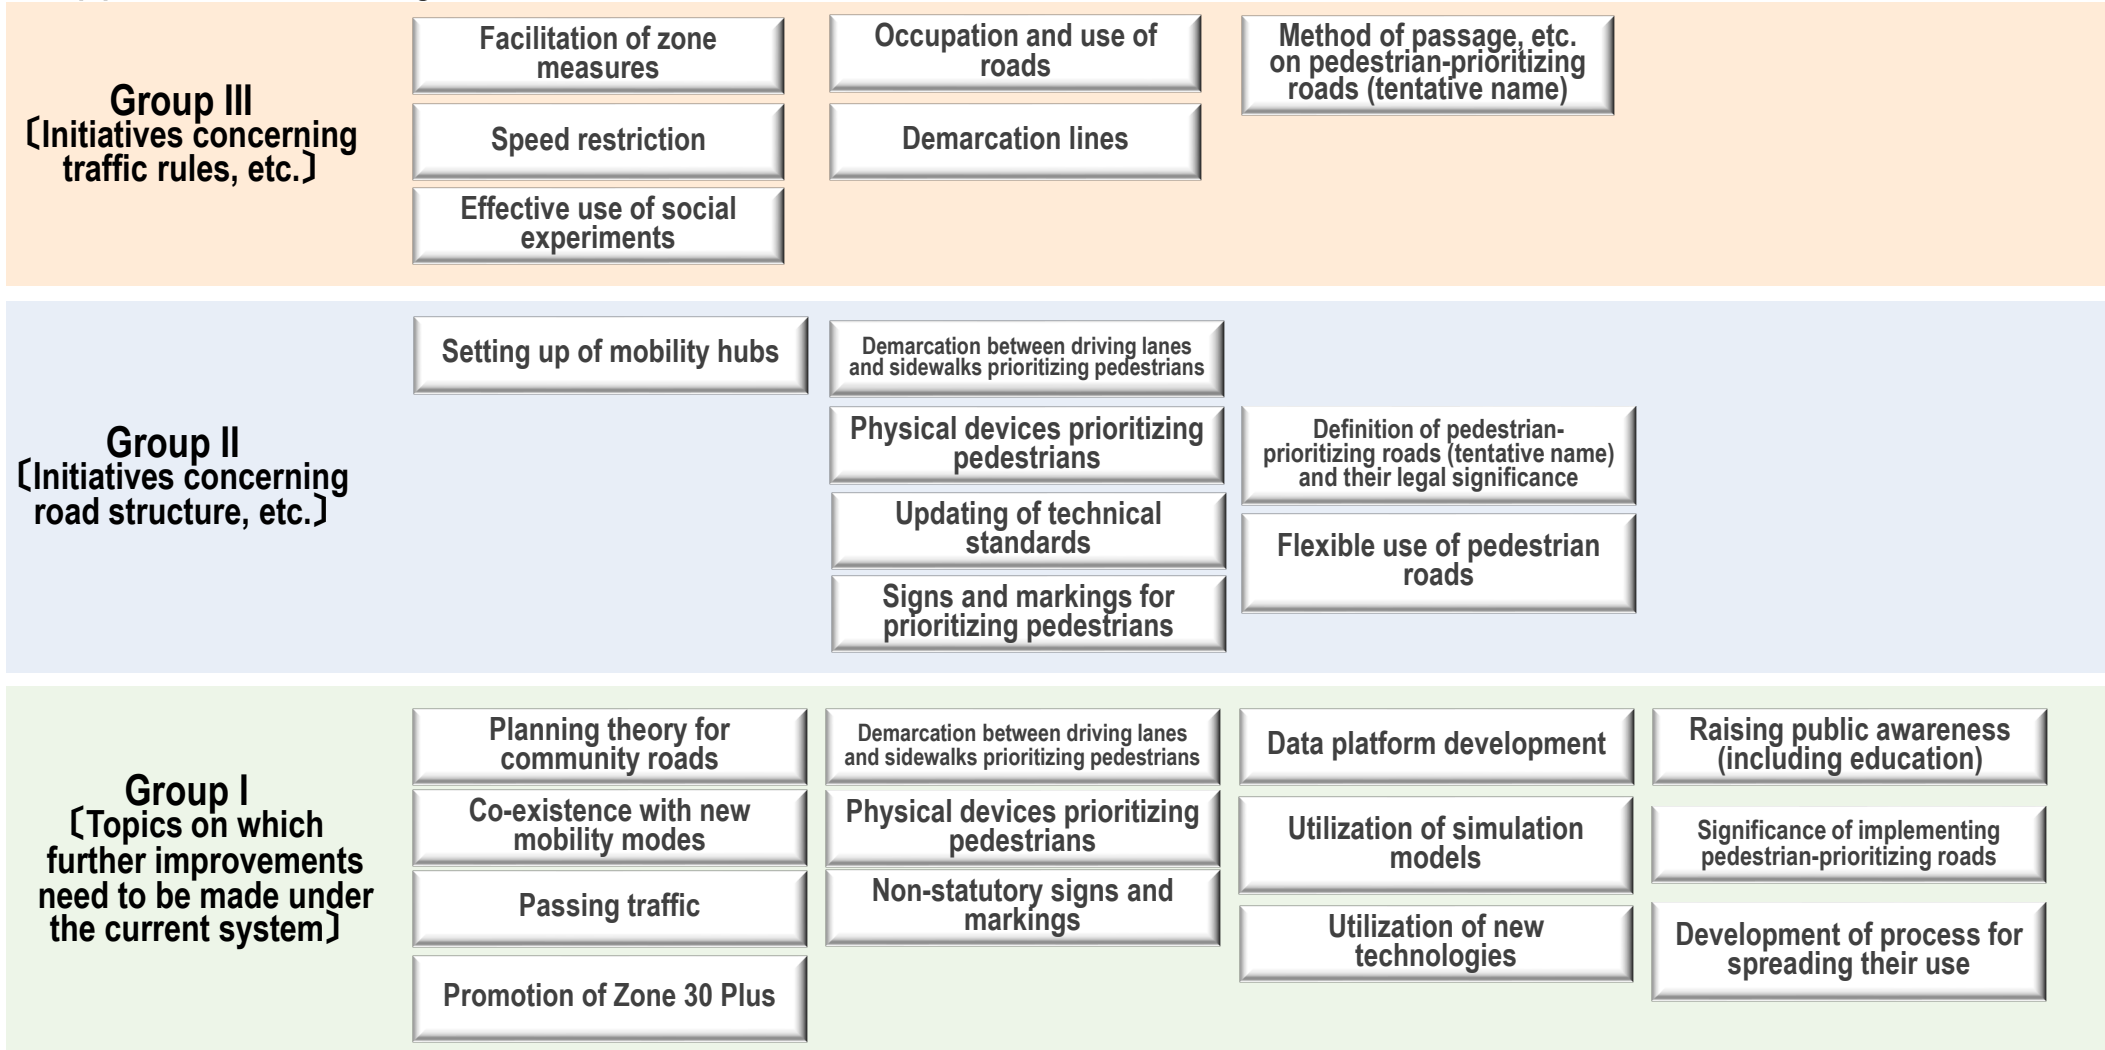 Group III
〔Initiatives concerning
traffic rules, etc.〕
Facilitation of zone
measures
Speed restriction
Effective use of social
experiments
Occupation and use of
roads
Demarcation lines
Method of passage, etc.
on pedestrian-prioritizing
roads (tentative name)
Group II
〔Initiatives concerning
road structure, etc.〕
Setting up of mobility hubs
Demarcation between driving lanes
and sidewalks prioritizing pedestrians
Physical devices prioritizing
pedestrians
Updating of technical
standards
Signs and markings for
prioritizing pedestrians
Definition of pedestrian-
prioritizing roads (tentative name)
and their legal significance
Flexible use of pedestrian
roads
Group I
〔Topics on which
further improvements
need to be made under
the current system〕
Planning theory for
community roads
Co-existence with new
mobility modes
Passing traffic
Promotion of Zone 30 Plus
Demarcation between driving lanes
and sidewalks prioritizing pedestrians
Physical devices prioritizing
pedestrians
Non-statutory signs and
markings
Data platform development
Utilization of simulation
models
Utilization of new
technologies
Raising public awareness
(including education)
Significance of implementing
pedestrian-prioritizing roads
Development of process for
spreading their use